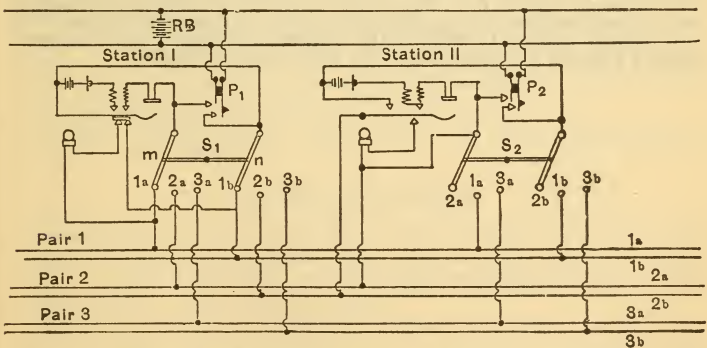 RB
Station I
Station II
P1
P2
m
S1
n
S2
1a 2a 3a 1b 2b 3b
2a 1a 3a 2b 1b 3b
Pair 1
1a
1b
Pair 2
2a
2b
Pair 3
3a
3b